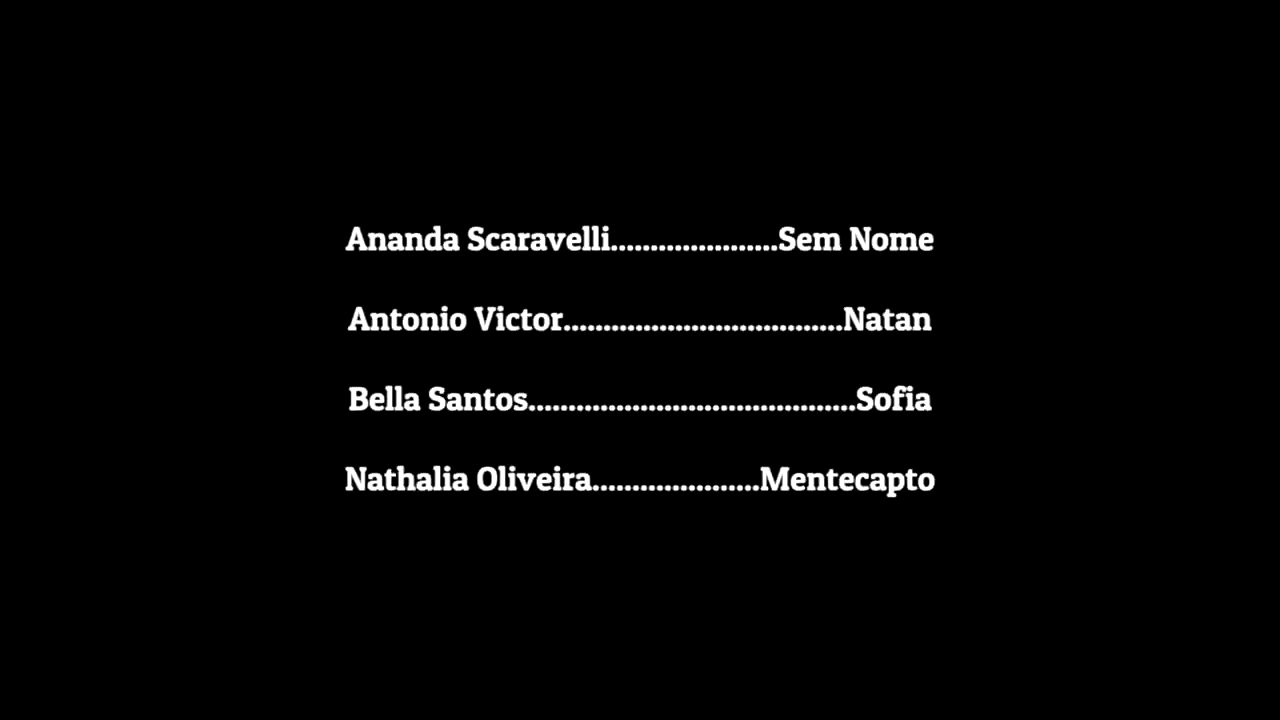 Ananda Scaravelli.....................Sem Nome
Antonio Victor...................................Natan
Bella Santos.........................................Sofia
Nathalia Oliveira.....................Mentecapto